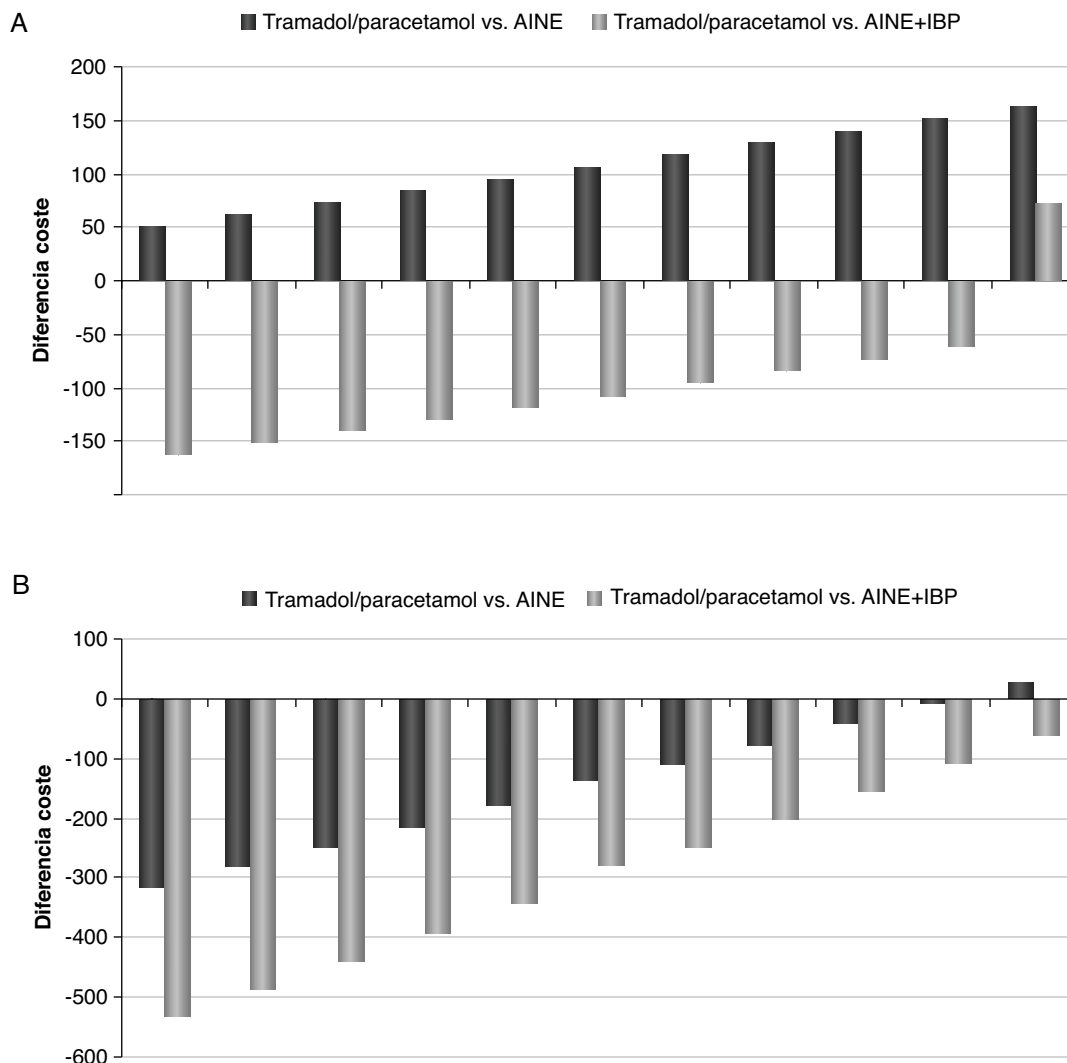 A
Tramadol/paracetamol vs. AINE
Tramadol/paracetamol vs. AINE+IBP
200
150
100
50
0
-50
-100
-150
Diferencia coste
B
Tramadol/paracetamol vs. AINE
Tramadol/paracetamol vs. AINE+IBP
100
0
-100
-200
-300
-400
-500
-600
Diferencia coste